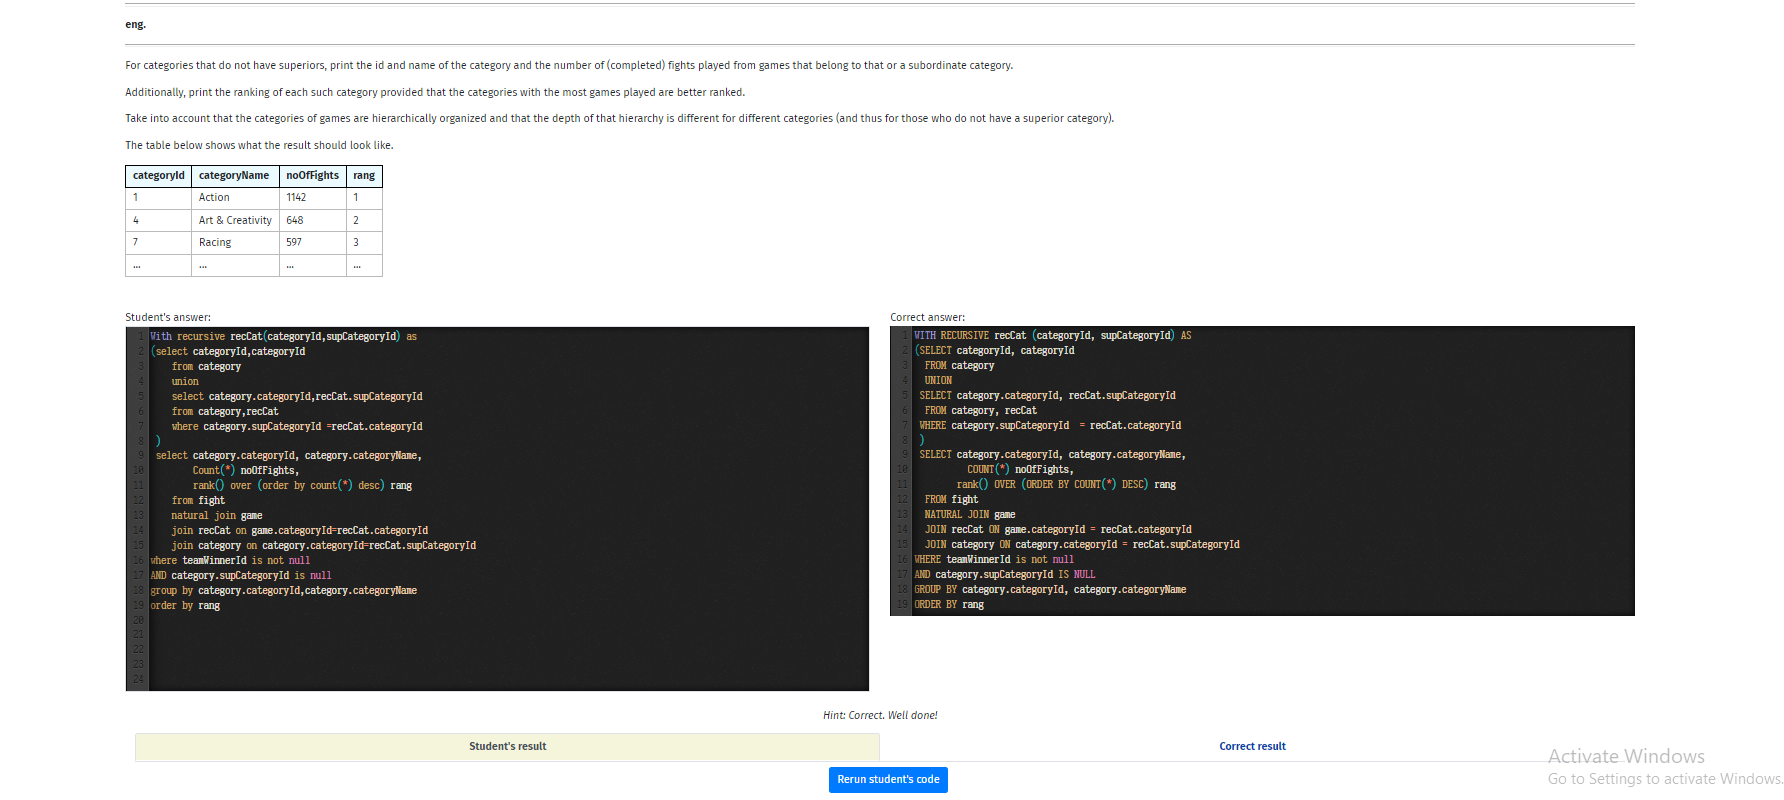 eng.
For categories that do not have superiors, print the id and name of the category and the number of (completed) fights played from games that belong to that or a subordinate category.
Additionally, print the ranking of each such category provided that the categories with the most games played are better ranked.
Take into account that the categories of games are hierarchically organized and that the depth of that hierarchy is different for different categories (and thus for those who do not have a superior category).
The table below shows what the result should look like.
categoryId categoryName noOfFights rang
1 Action 1142 1
4 Art & Creativity 648 2
7 Racing 597 3
... ... ... ...
Student's answer:
1 With recursive recCat(categoryId,supCategoryId) as
2 (select categoryId,categoryId
3 from category
4 union
5 select category.categoryId,recCat.supCategoryId
6 from category,recCat
7 where category.supCategoryId =recCat.categoryId
8 )
9 select category.categoryId, category.categoryName,
10 Count(*) noOfFights,
11 rank() over (order by count(*) desc) rang
12 from fight
13 natural join game
14 join recCat on game.categoryId=recCat.categoryId
15 join category on category.categoryId=recCat.supCategoryId
16 where teamWinnerId is not null
17 AND category.supCategoryId is null
18 group by category.categoryId,category.categoryName
19 order by rang
20
21
22
23
24
Correct answer:
1 WITH RECURSIVE recCat (categoryId, supCategoryId) AS
2 (SELECT categoryId, categoryId
3 FROM category
4 UNION
5 SELECT category.categoryId, recCat.supCategoryId
6 FROM category, recCat
7 WHERE category.supCategoryId = recCat.categoryId
8 )
9 SELECT category.categoryId, category.categoryName,
10 COUNT(*) noOfFights,
11 rank() OVER (ORDER BY COUNT(*) DESC) rang
12 FROM fight
13 NATURAL JOIN game
14 JOIN recCat ON game.categoryId = recCat.categoryId
15 JOIN category ON category.categoryId = recCat.supCategoryId
16 WHERE teamWinnerId is not null
17 AND category.supCategoryId IS NULL
18 GROUP BY category.categoryId, category.categoryName
19 ORDER BY rang
Hint: Correct. Well done!
Student's result
Correct result
Rerun student's code
Activate Windows
Go to Settings to activate Windows.